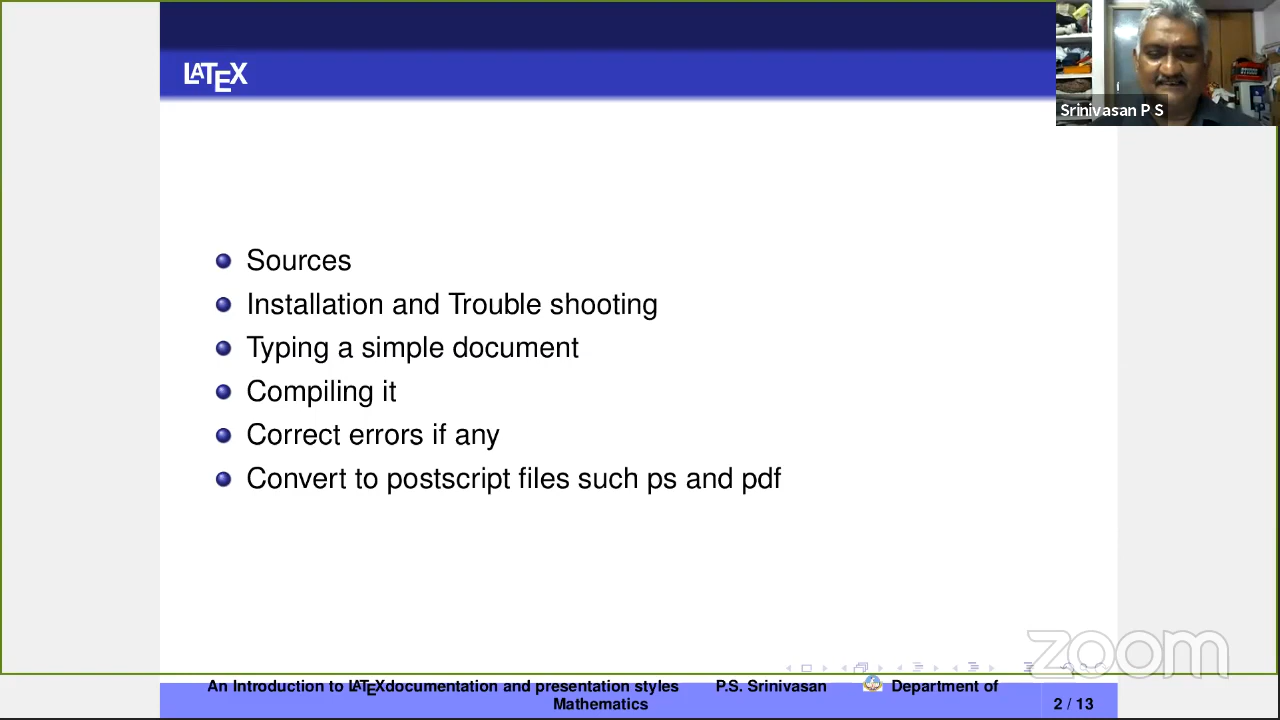 LATEX
Srinivasan P S
Sources
Installation and Trouble shooting
Typing a simple document
Compiling it
Correct errors if any
Convert to postscript files such ps and pdf
zoom
An Introduction to LATEXdocumentation and presentation styles P.S. Srinivasan Department of
Mathematics
2 / 13